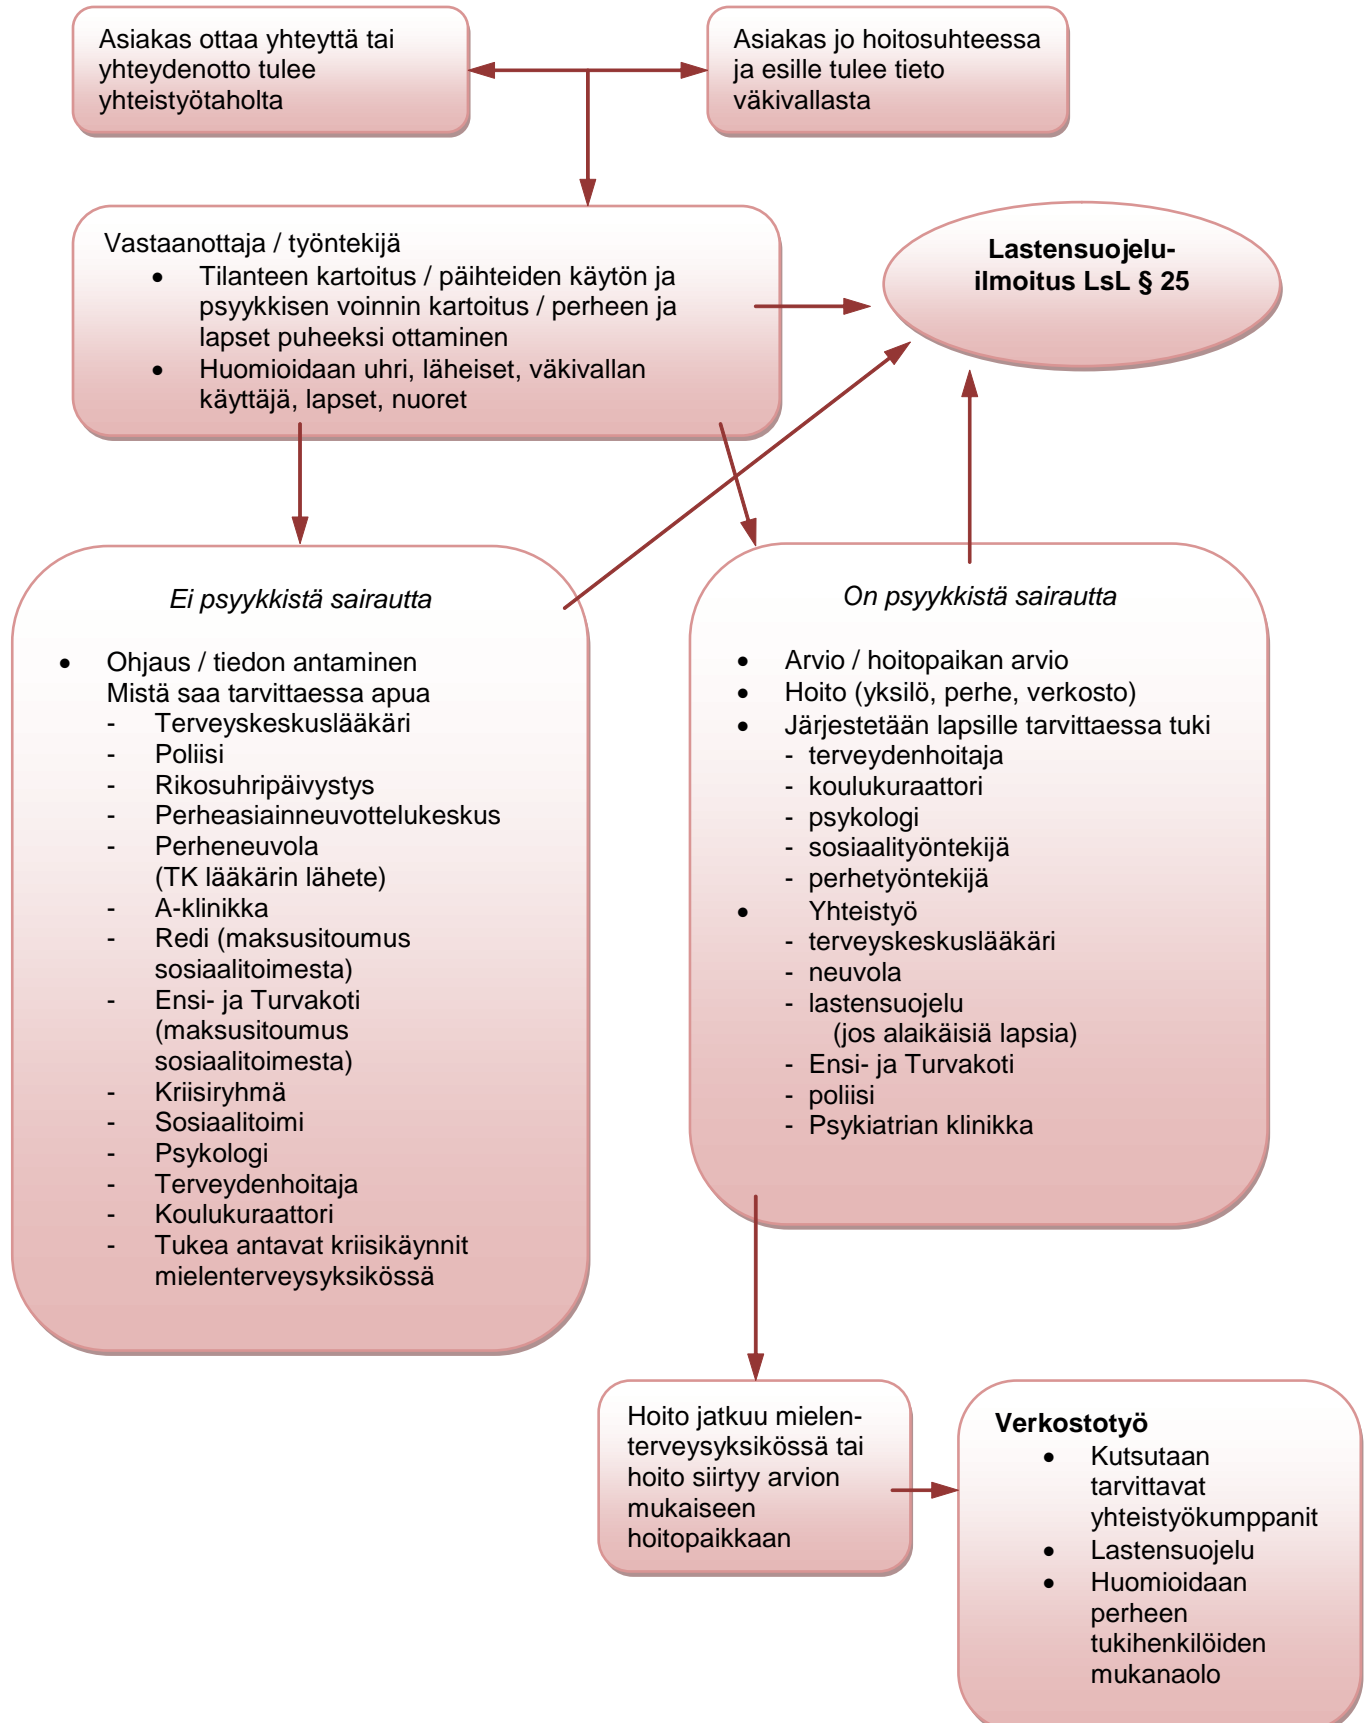 Asiakas ottaa yhteyttä tai
yhteydenotto tulee
yhteistyötaholta
Asiakas jo hoitosuhteessa
ja esille tulee tieto
väkivallasta
Vastaanottaja / työntekijä
• Tilanteen kartoitus / päihteiden käytön ja
psyykkisen voinnin kartoitus / perheen ja
lapset puheeksi ottaminen
• Huomioidaan uhri, läheiset, väkivallan
käyttäjä, lapset, nuoret
Lastensuojelu-
ilmoitus LsL § 25
Ei psyykkistä sairautta
• Ohjaus / tiedon antaminen
Mistä saa tarvittaessa apua
- Terveyskeskuslääkäri
- Poliisi
- Rikosuhripäivystys
- Perheasiainneuvottelukeskus
- Perheneuvola
(TK lääkärin lähete)
- A-klinikka
- Redi (maksusitoumus
sosiaalitoimesta)
- Ensi- ja Turvakoti
(maksusitoumus
sosiaalitoimesta)
- Kriisiryhmä
- Sosiaalitoimi
- Psykologi
- Terveydenhoitaja
- Koulukuraattori
- Tukea antavat kriisikäynnit
mielenterveysyksikössä
On psyykkistä sairautta
• Arvio / hoitopaikan arvio
• Hoito (yksilö, perhe, verkosto)
• Järjestetään lapsille tarvittaessa tuki
- terveydenhoitaja
- koulukuraattori
- psykologi
- sosiaalityöntekijä
- perhetyöntekijä
• Yhteistyö
- terveyskeskuslääkäri
- neuvola
- lastensuojelu
(jos alaikäisiä lapsia)
- Ensi- ja Turvakoti
- poliisi
- Psykiatrian klinikka
Hoito jatkuu mielen-
terveysyksikössä tai
hoito siirtyy arvion
mukaiseen
hoitopaikkaan
Verkostotyö
• Kutsutaan
tarvittavat
yhteistyökumppanit
• Lastensuojelu
• Huomioidaan
perheen
tukihenkilöiden
mukanaolo